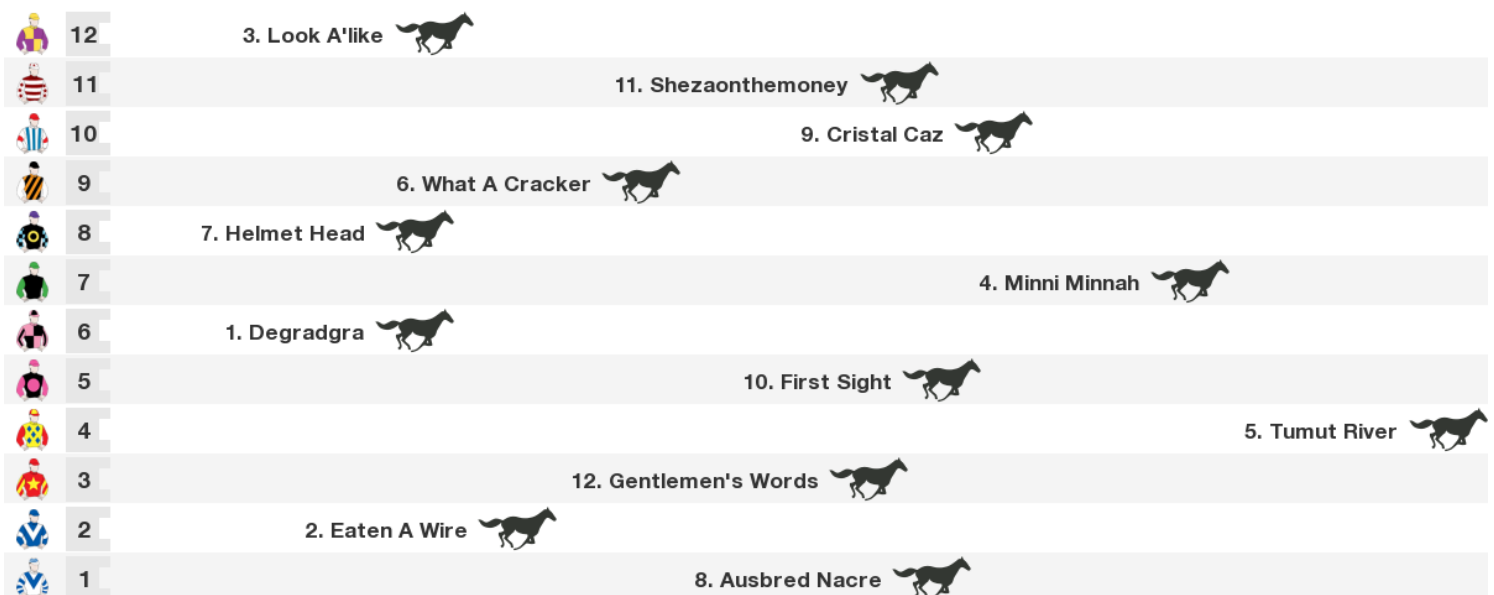 12 3. Look A'like
11 11. Shezaonthemoney
10 9. Cristal Caz
9 6. What A Cracker
8 7. Helmet Head
7 4. Minni Minnah
6 1. Degradgra
5 10. First Sight
4 5. Tumut River
3 12. Gentlemen's Words
2 2. Eaten A Wire
1 8. Ausbred Nacre